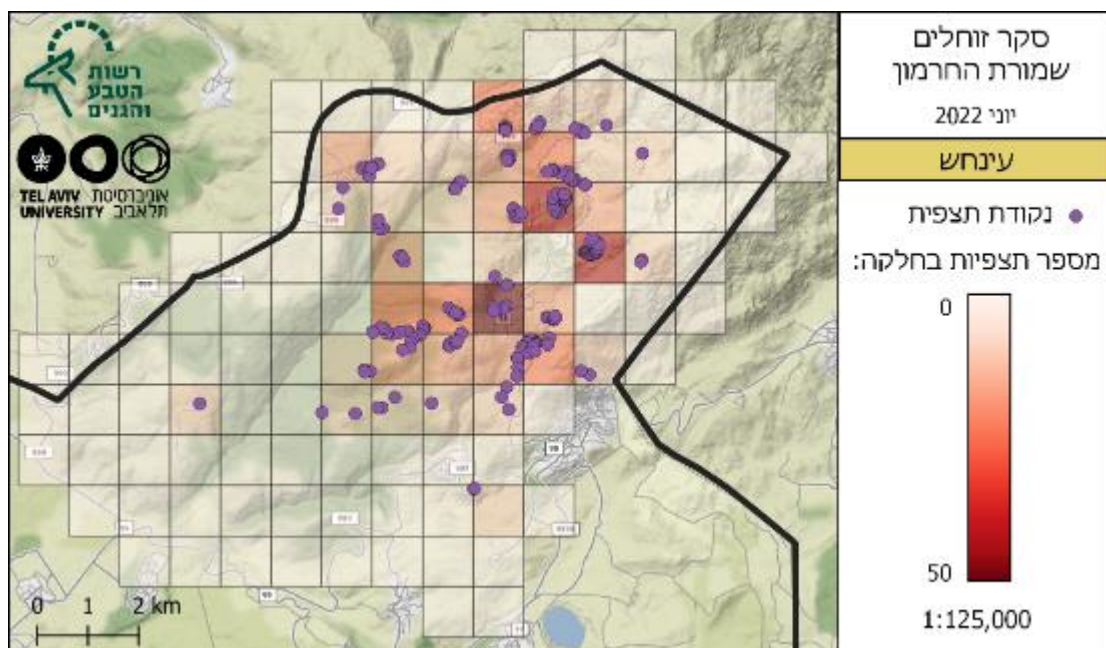 רשות
הטבע
והגנים
TEL AVIV אוניברסיטת
UNIVERSITY תל אביב
סקר זוחלים
שמורת החרמון
יוני 2022
עינחש
נקודת תצפית
מספר תצפיות בחלקה:
0
50
1:125,000
0 1 2 km
98